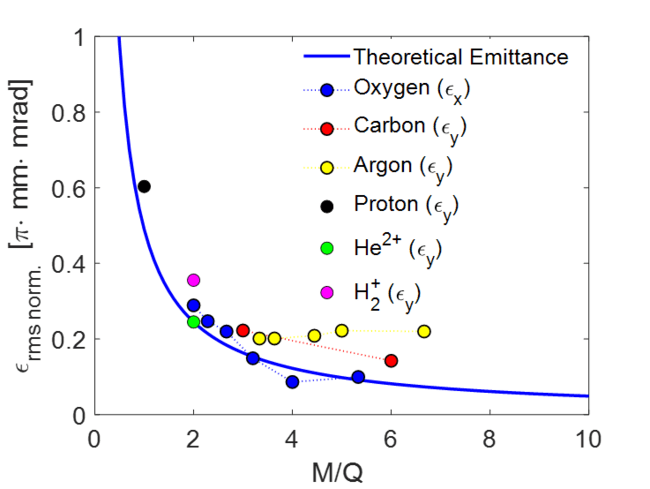 1
0.8
0.6
0.4
0.2
0
0 2 4 6 8 10
M/Q
ϵrms norm. [π· mm· mrad]
Theoretical Emittance
Oxygen (ϵx)
Carbon (ϵy)
Argon (ϵy)
Proton (ϵy)
He2+ (ϵy)
H2+ (ϵy)